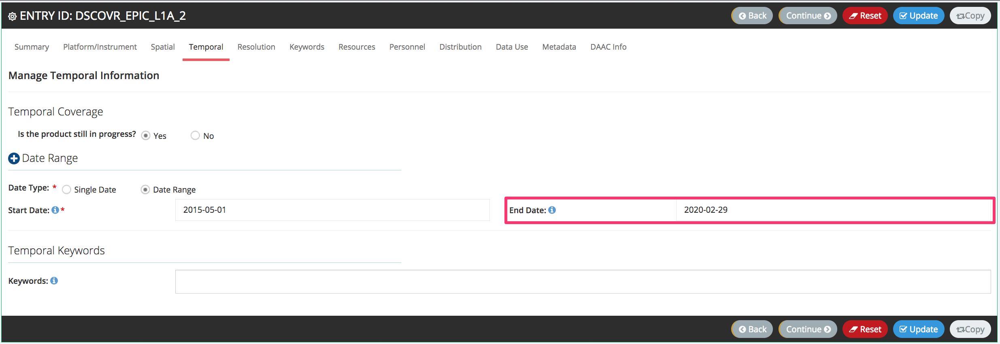 ENTRY ID: DSCOVR_EPIC_L1A_2 Back Continue Reset Update Copy
Summary Platform/Instrument Spatial Temporal Resolution Keywords Resources Personnel Distribution Data Use Metadata DAAC Info
Manage Temporal Information
Temporal Coverage
Is the product still in progress? Yes No
Date Range
Date Type: * Single Date Date Range
Start Date: * 2015-05-01 End Date: 2020-02-29
Temporal Keywords
Keywords:
Back Continue Reset Update Copy